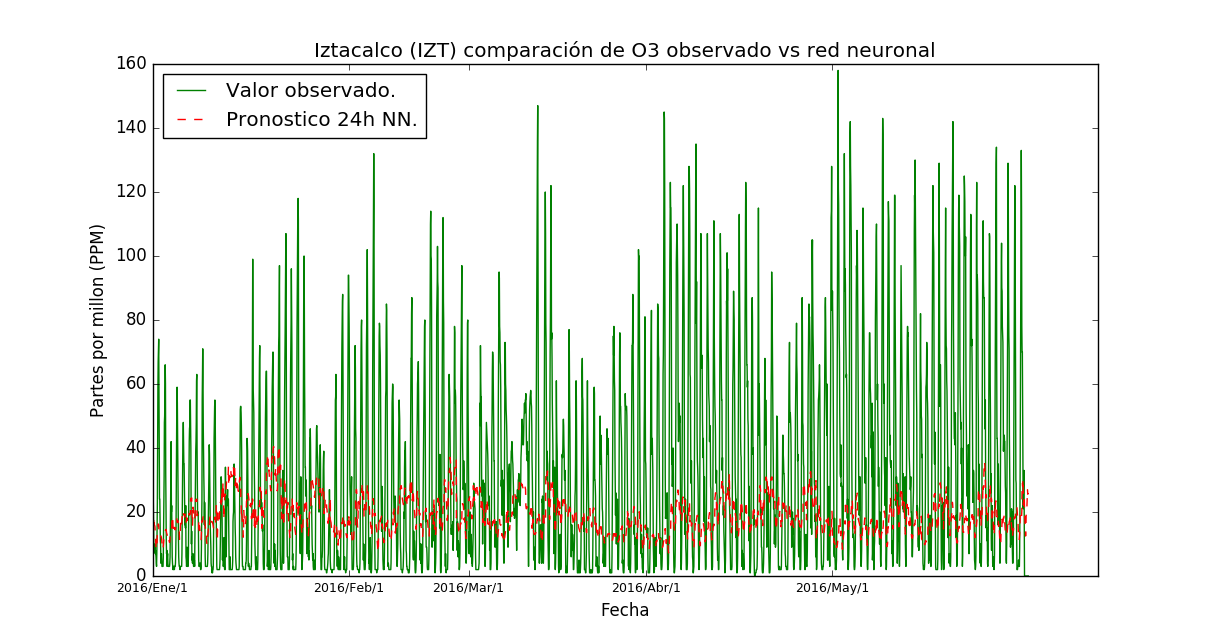 Iztacalco (IZT) comparación de O3 observado vs red neuronal
160
140
120
100
80
60
40
20
0
Partes por millon (PPM)
Valor observado.
Pronostico 24h NN.
2016/Ene/1
2016/Feb/1
2016/Mar/1
2016/Abr/1
2016/May/1
Fecha